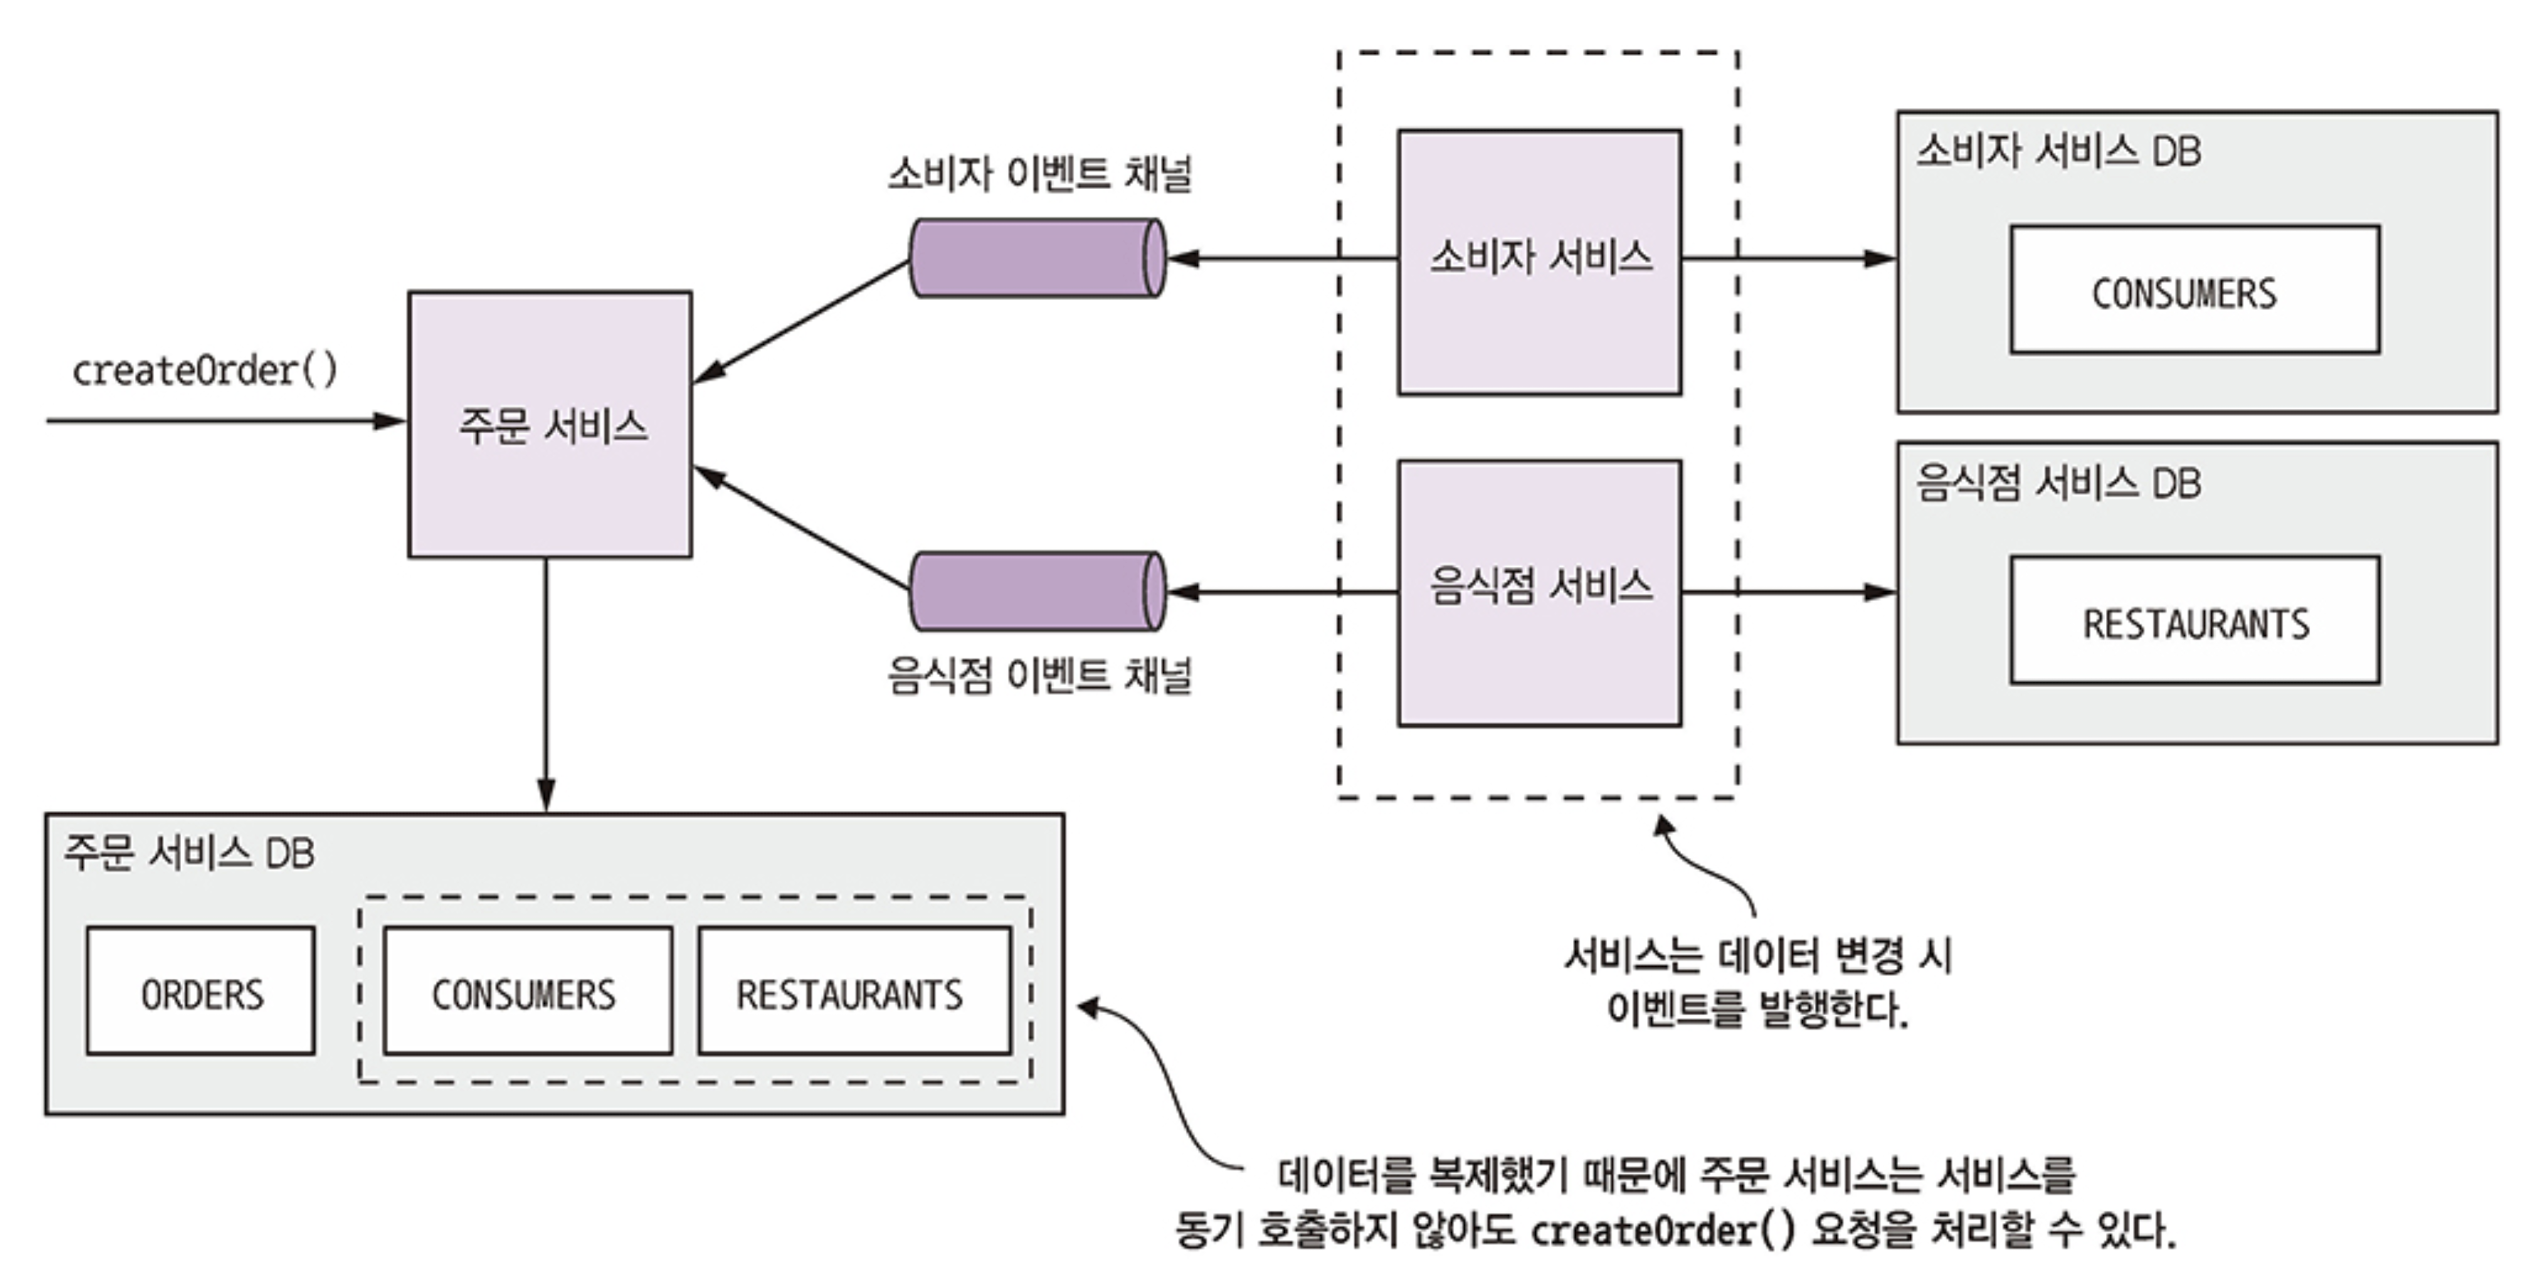 소비자 이벤트 채널
createOrder()
주문 서비스
음식점 이벤트 채널
소비자 서비스
음식점 서비스
소비자 서비스 DB
CONSUMERS
음식점 서비스 DB
RESTAURANTS
주문 서비스 DB
ORDERS
CONSUMERS
RESTAURANTS
서비스는 데이터 변경 시
이벤트를 발행한다.
데이터를 복제했기 때문에 주문 서비스는 서비스를
동기 호출하지 않아도 createOrder() 요청을 처리할 수 있다.